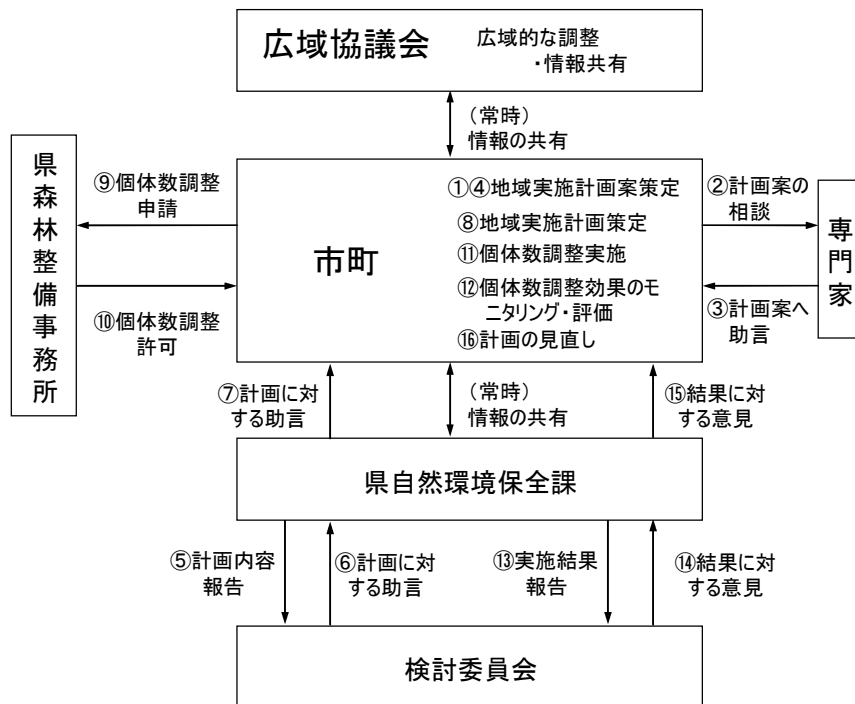 広域協議会
広域的な調整
・情報共有
（常時）
情報の共有
県森林整備事務所
⑨個体数調整
申請
⑩個体数調整
許可
市町
①④地域実施計画案策定
⑧地域実施計画策定
⑪個体数調整実施
⑫個体数調整効果のモ
ニタリング・評価
⑯計画の見直し
②計画案の
相談
③計画案へ
助言
専門家
⑦計画に対
する助言
（常時）
情報の共有
⑮結果に対
する意見
県自然環境保全課
⑤計画内容
報告
⑥計画に対
する助言
⑬実施結果
報告
⑭結果に対
する意見
検討委員会